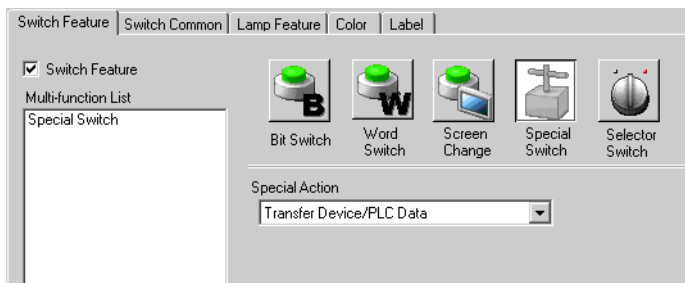 Switch Feature Switch Common Lamp Feature Color Label
Switch Feature
Multi-function List
Special Switch
B
W
Bit Switch
Word Switch
Screen Change
Special Switch
Selector Switch
Special Action
Transfer Device/PLC Data